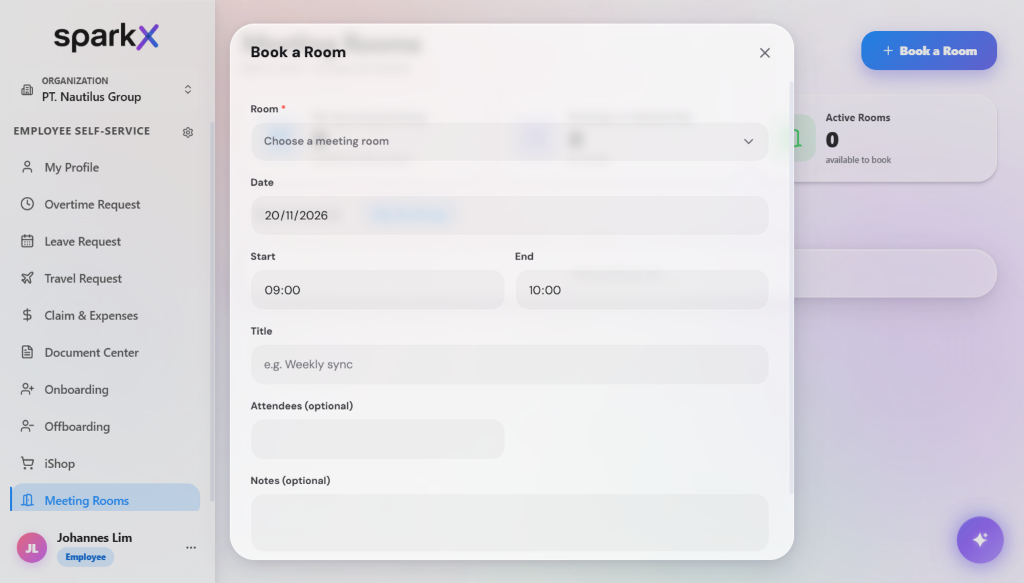 sparkX
ORGANIZATION
PT. Nautilus Group
EMPLOYEE SELF-SERVICE
My Profile
Overtime Request
Leave Request
Travel Request
Claim & Expenses
Document Center
Onboarding
Offboarding
iShop
Meeting Rooms
JL
Johannes Lim
Employee
Book a Room
Room *
Choose a meeting room
Date
20/11/2026
Start
End
09:00
10:00
Title
e.g. Weekly sync
Attendees (optional)
Notes (optional)
+ Book a Room
Active Rooms
0
available to book